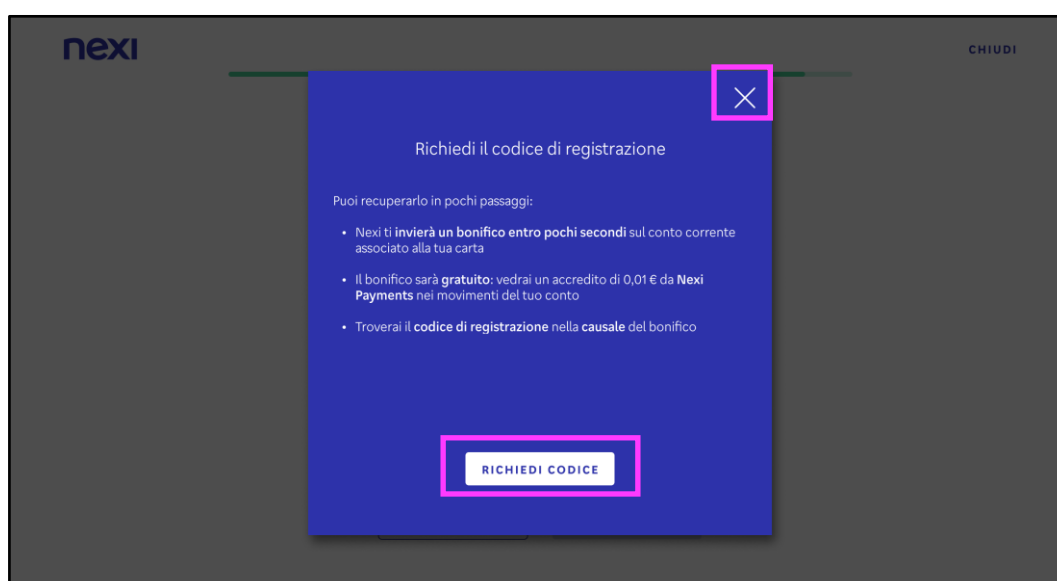 nexi
CHIUDI
Richiedi il codice di registrazione
Puoi recuperarlo in pochi passaggi:
• Nexi ti invierà un bonifico entro pochi secondi sul conto corrente
associato alla tua carta
• Il bonifico sarà gratuito: vedrai un accredito di 0,01 € da Nexi
Payments nei movimenti del tuo conto
• Troverai il codice di registrazione nella causale del bonifico
RICHIEDI CODICE